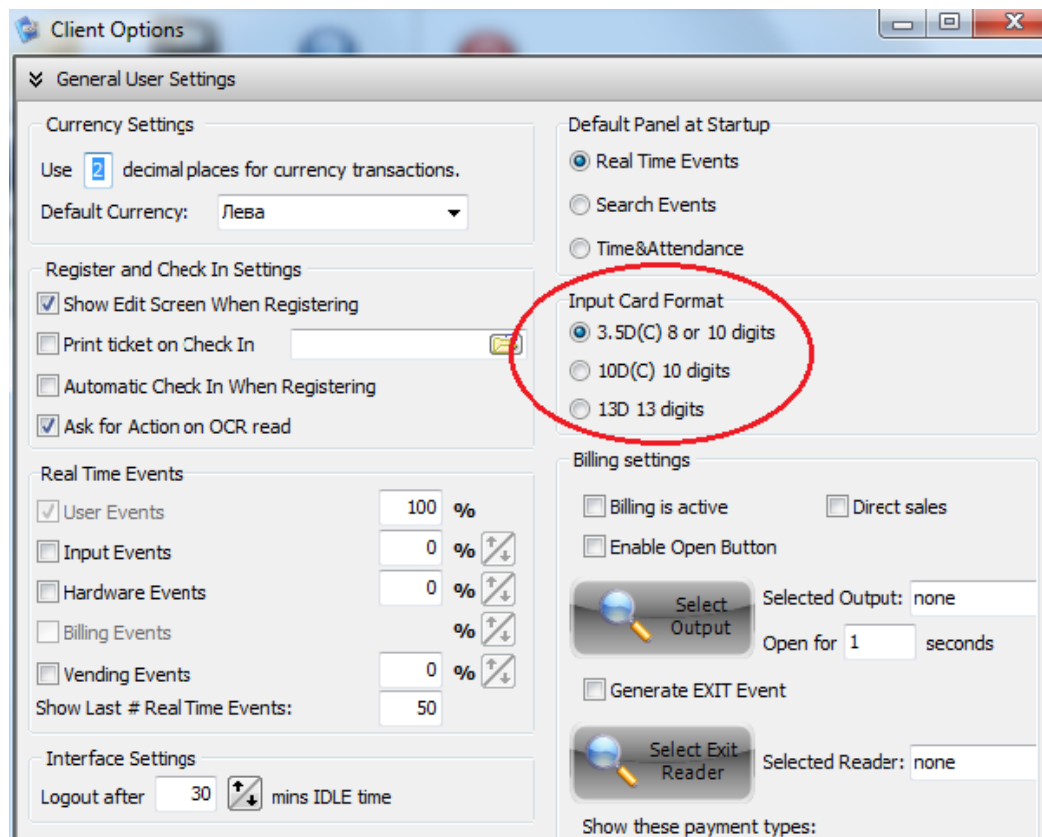 Client Options
General User Settings
Currency Settings
Use 2 decimal places for currency transactions.
Default Currency: Лева
Register and Check In Settings
Show Edit Screen When Registering
Print ticket on Check In
Automatic Check In When Registering
Ask for Action on OCR read
Real Time Events
User Events 100 %
Input Events 0 %
Hardware Events 0 %
Billing Events %
Vending Events 0 %
Show Last # Real Time Events: 50
Interface Settings
Logout after 30 mins IDLE time
Default Panel at Startup
Real Time Events
Search Events
Time&Attendance
Input Card Format
3.5D(C) 8 or 10 digits
10D(C) 10 digits
13D 13 digits
Billing settings
Billing is active Direct sales
Enable Open Button
Select Output
Selected Output: none
Open for 1 seconds
Generate EXIT Event
Select Exit Reader
Selected Reader: none
Show these payment types: